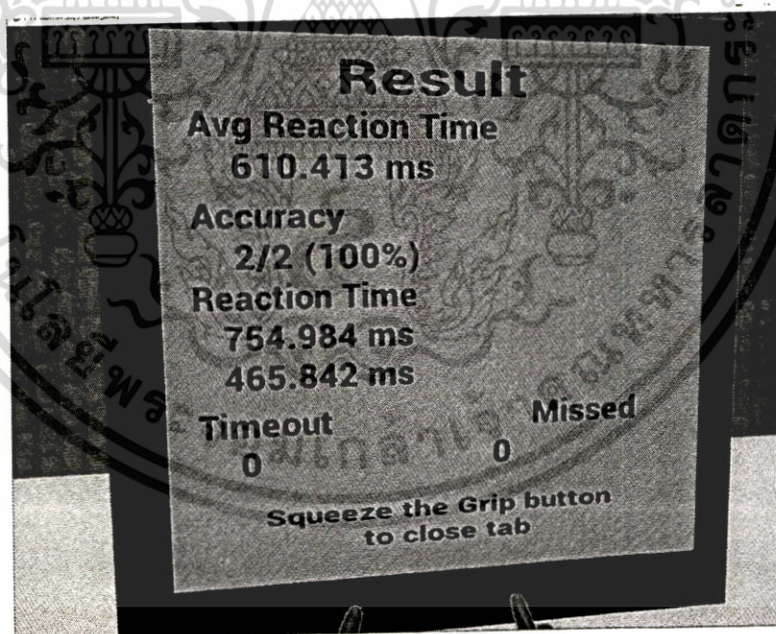 Result
Avg Reaction Time
610.413 ms
Accuracy
2/2 (100%)
Reaction Time
754.984 ms
465.842 ms
Timeout Missed
0 0
Squeeze the Grip button
to close tab